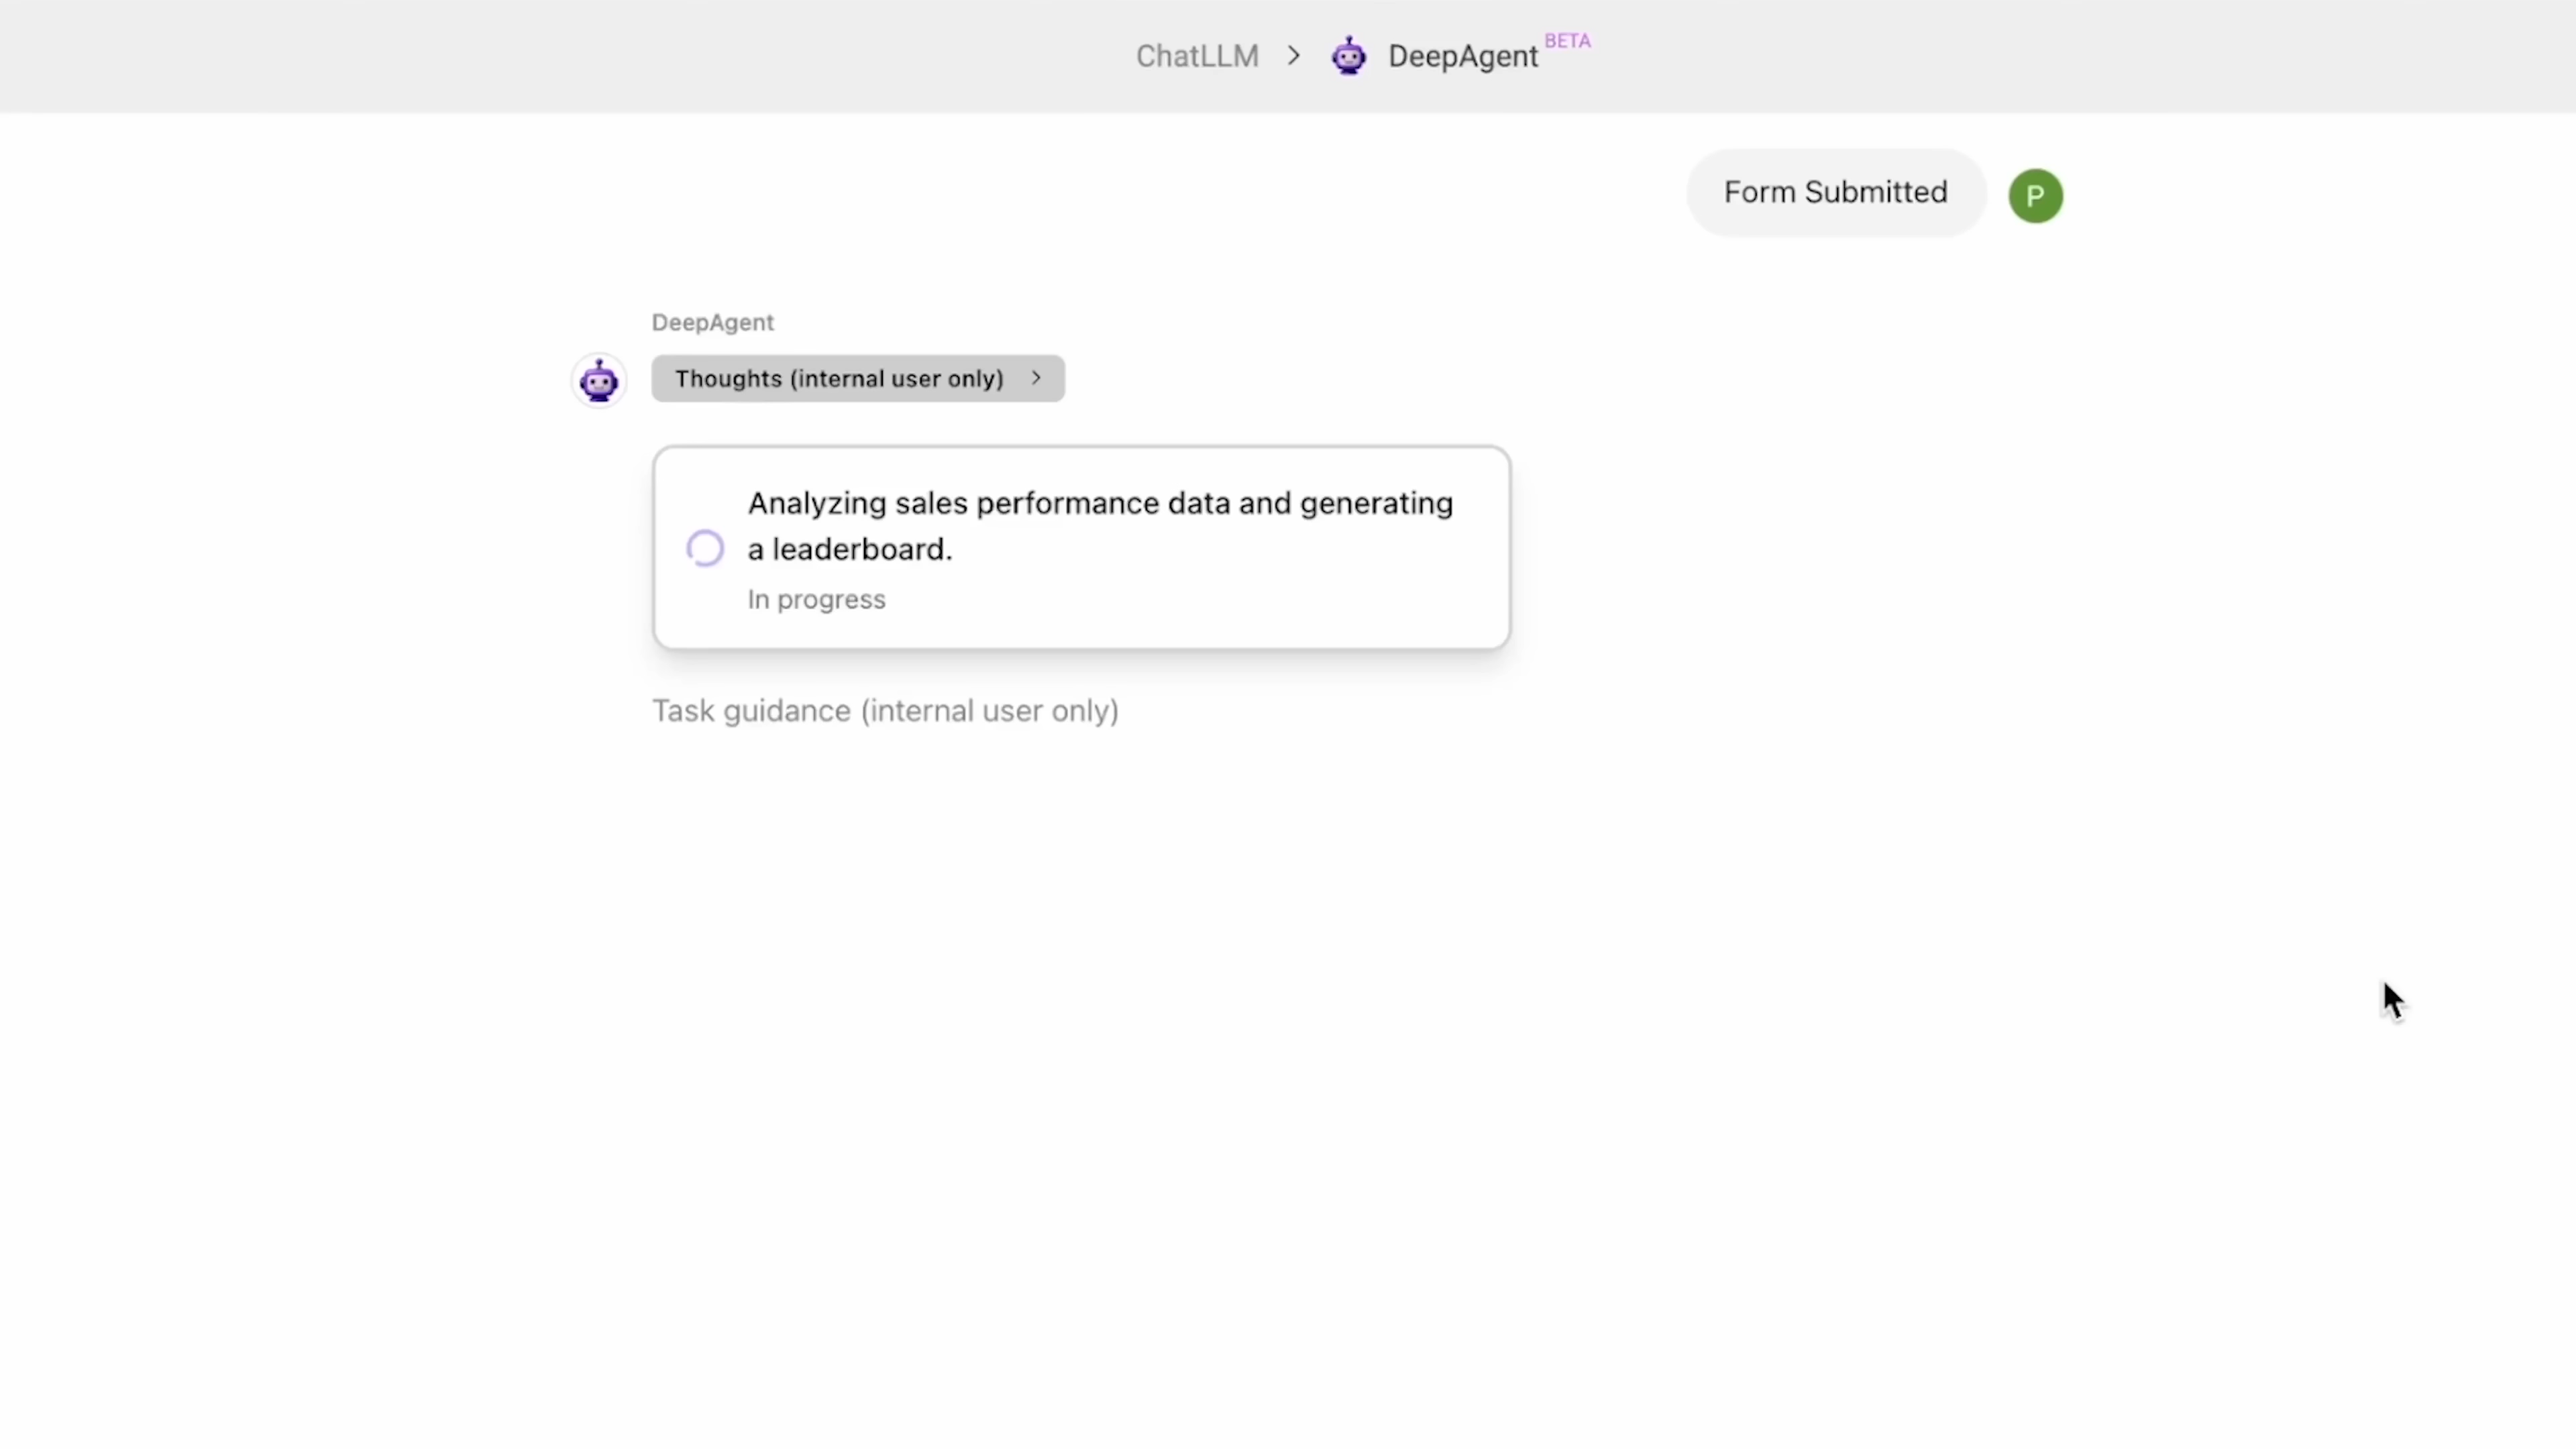 ChatLLM > DeepAgent BETA
Form Submitted
P
DeepAgent
Thoughts (internal user only) >
Analyzing sales performance data and generating
a leaderboard.
In progress
Task guidance (internal user only)